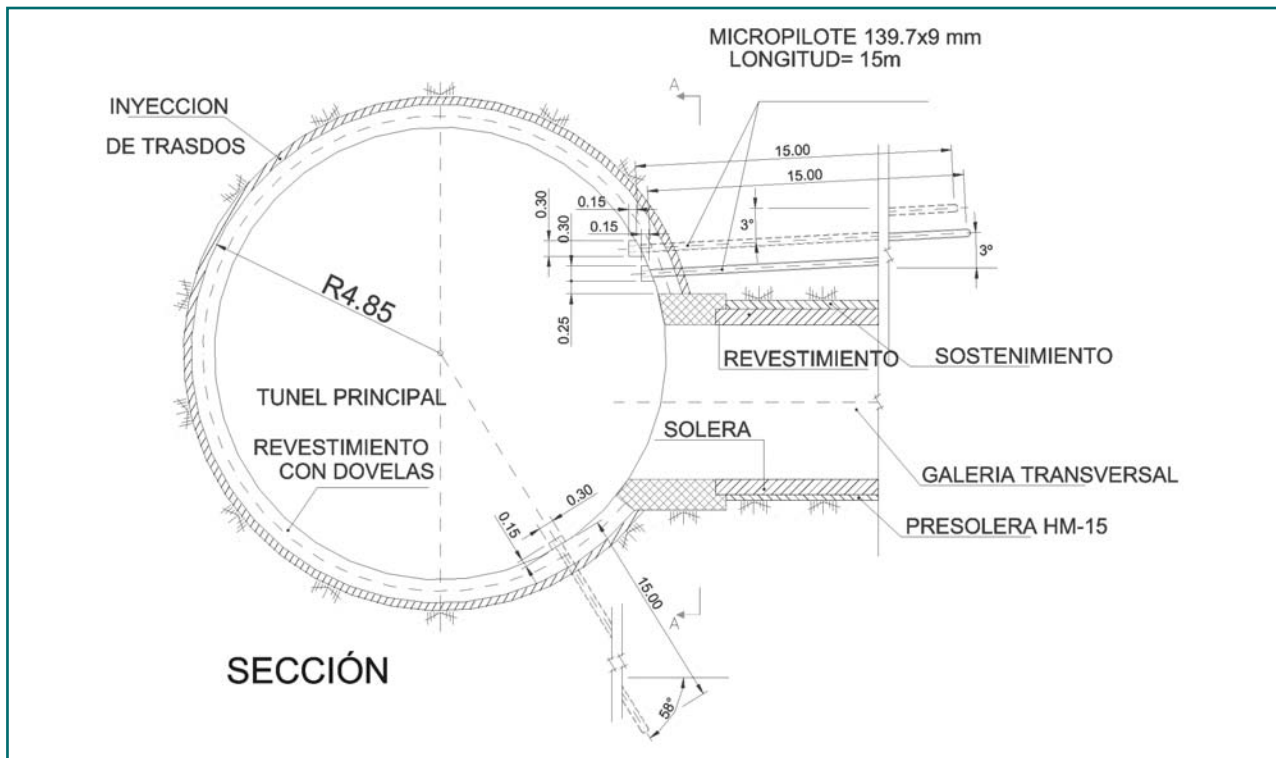 MICROPILOTE 139.7x9 mm
LONGITUD= 15m
A
INYECCION
DE TRASDOS
15.00
15.00
0.30
0.15
0.30
0.15
3°
3°
0.25
R4.85
REVESTIMIENTO
SOSTENIMIENTO
TUNEL PRINCIPAL
SOLERA
REVESTIMIENTO
CON DOVELAS
GALERIA TRANSVERSAL
PRESOLERA HM-15
0.30
0.15
15.00
A
58°
SECCIÓN